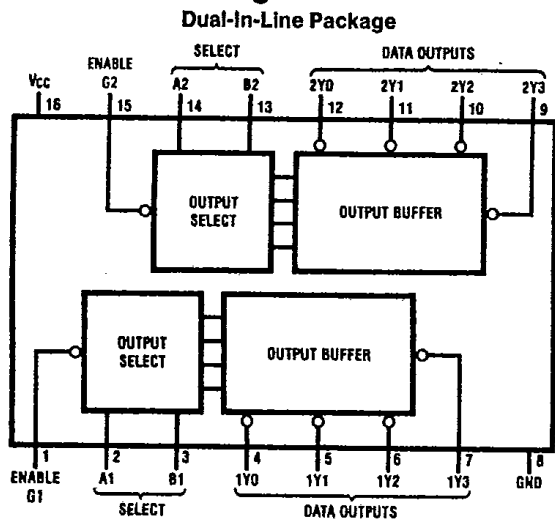 Dual-In-Line Package
SELECT
DATA OUTPUTS
ENABLE
VCC G2 A2 B2 2Y0 2Y1 2Y2 2Y3
16 15 14 13 12 11 10 9
OUTPUT
SELECT
OUTPUT BUFFER
OUTPUT
SELECT
OUTPUT BUFFER
1 2 3 4 5 6 7 8
ENABLE
G1
A1 B1 1Y0 1Y1 1Y2 1Y3 GND
SELECT
DATA OUTPUTS